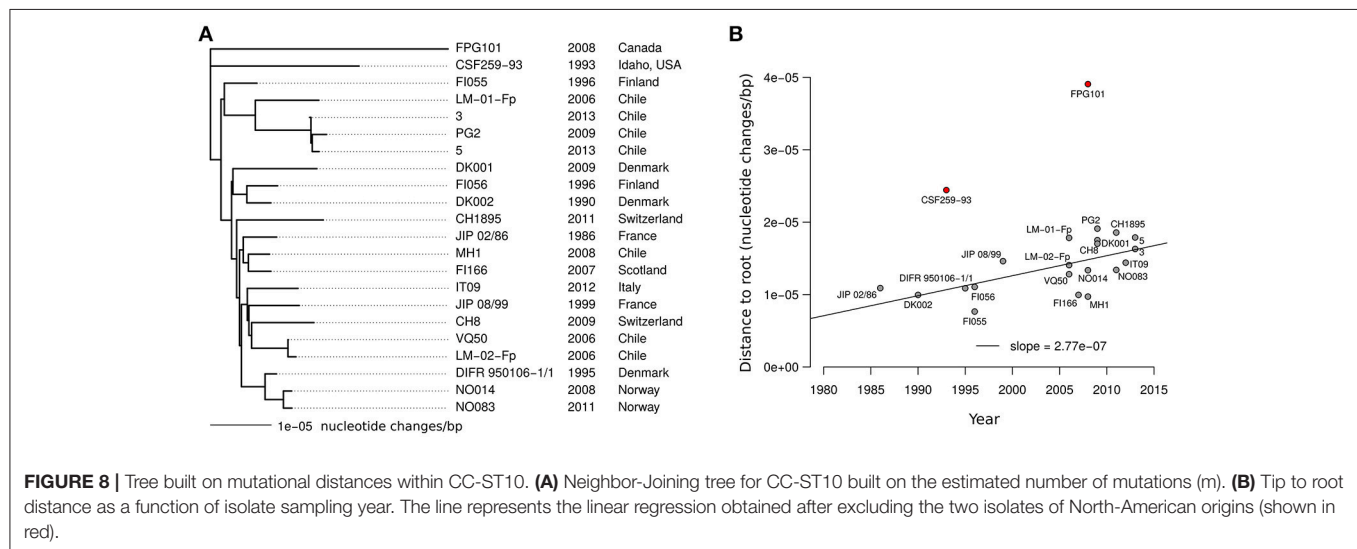 A
FPG101 2008 Canada
CSF259−93 1993 Idaho, USA
FI055 1996 Finland
LM−01−Fp 2006 Chile
3 2013 Chile
PG2 2009 Chile
5 2013 Chile
DK001 2009 Denmark
FI056 1996 Finland
DK002 1990 Denmark
CH1895 2011 Switzerland
JIP 02/86 1986 France
MH1 2008 Chile
FI166 2007 Scotland
IT09 2012 Italy
JIP 08/99 1999 France
CH8 2009 Switzerland
VQ50 2006 Chile
LM−02−Fp 2006 Chile
DIFR 950106−1/1 1995 Denmark
NO014 2008 Norway
NO083 2011 Norway
1e−05 nucleotide changes/bp
B
Distance to root (nucleotide changes/bp)
4e−05
3e−05
2e−05
1e−05
0e+00
FPG101
CSF259−93
PG2
CH1895
LM−01−Fp
5
DK001
CH8
3
JIP 08/99
LM−02−Fp
IT09
VQ50
NO014
NO083
DIFR 950106−1/1
JIP 02/86
FI056
DK002
FI166
MH1
FI055
slope = 2.77e−07
1980 1985 1990 1995 2000 2005 2010 2015
Year
FIGURE 8 | Tree built on mutational distances within CC-ST10. (A) Neighbor-Joining tree for CC-ST10 built on the estimated number of mutations (m). (B) Tip to root
distance as a function of isolate sampling year. The line represents the linear regression obtained after excluding the two isolates of North-American origins (shown in
red).